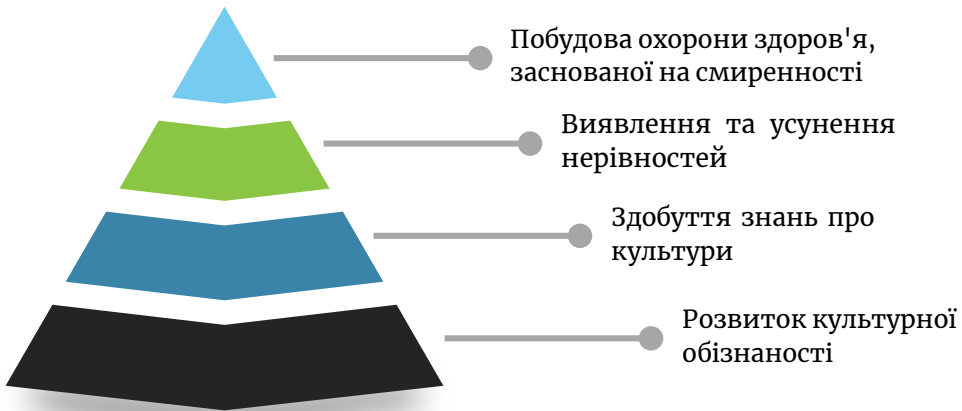 Побудова охорони здоров'я,
заснованої на смиренності
Виявлення та усунення
нерівностей
Здобуття знань про
культури
Розвиток культурної
обізнаності